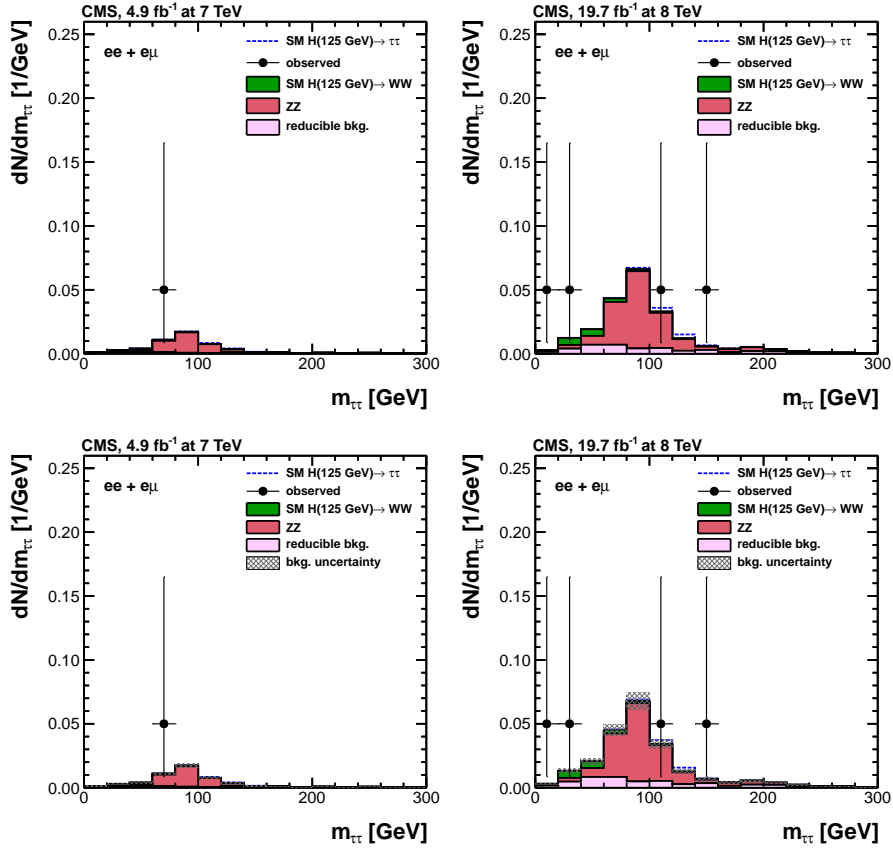 CMS, 4.9 fb⁻¹ at 7 TeV
ee + eμ
SM H(125 GeV)→ ττ
observed
SM H(125 GeV)→ WW
ZZ
reducible bkg.
dN/dm_ττ [1/GeV]
0.25
0.20
0.15
0.10
0.05
0.00
0
100
200
300
m_ττ [GeV]
CMS, 19.7 fb⁻¹ at 8 TeV
ee + eμ
SM H(125 GeV)→ ττ
observed
SM H(125 GeV)→ WW
ZZ
reducible bkg.
dN/dm_ττ [1/GeV]
0.25
0.20
0.15
0.10
0.05
0.00
0
100
200
300
m_ττ [GeV]
CMS, 4.9 fb⁻¹ at 7 TeV
ee + eμ
SM H(125 GeV)→ ττ
observed
SM H(125 GeV)→ WW
ZZ
reducible bkg.
bkg. uncertainty
dN/dm_ττ [1/GeV]
0.25
0.20
0.15
0.10
0.05
0.00
0
100
200
300
m_ττ [GeV]
CMS, 19.7 fb⁻¹ at 8 TeV
ee + eμ
SM H(125 GeV)→ ττ
observed
SM H(125 GeV)→ WW
ZZ
reducible bkg.
bkg. uncertainty
dN/dm_ττ [1/GeV]
0.25
0.20
0.15
0.10
0.05
0.00
0
100
200
300
m_ττ [GeV]